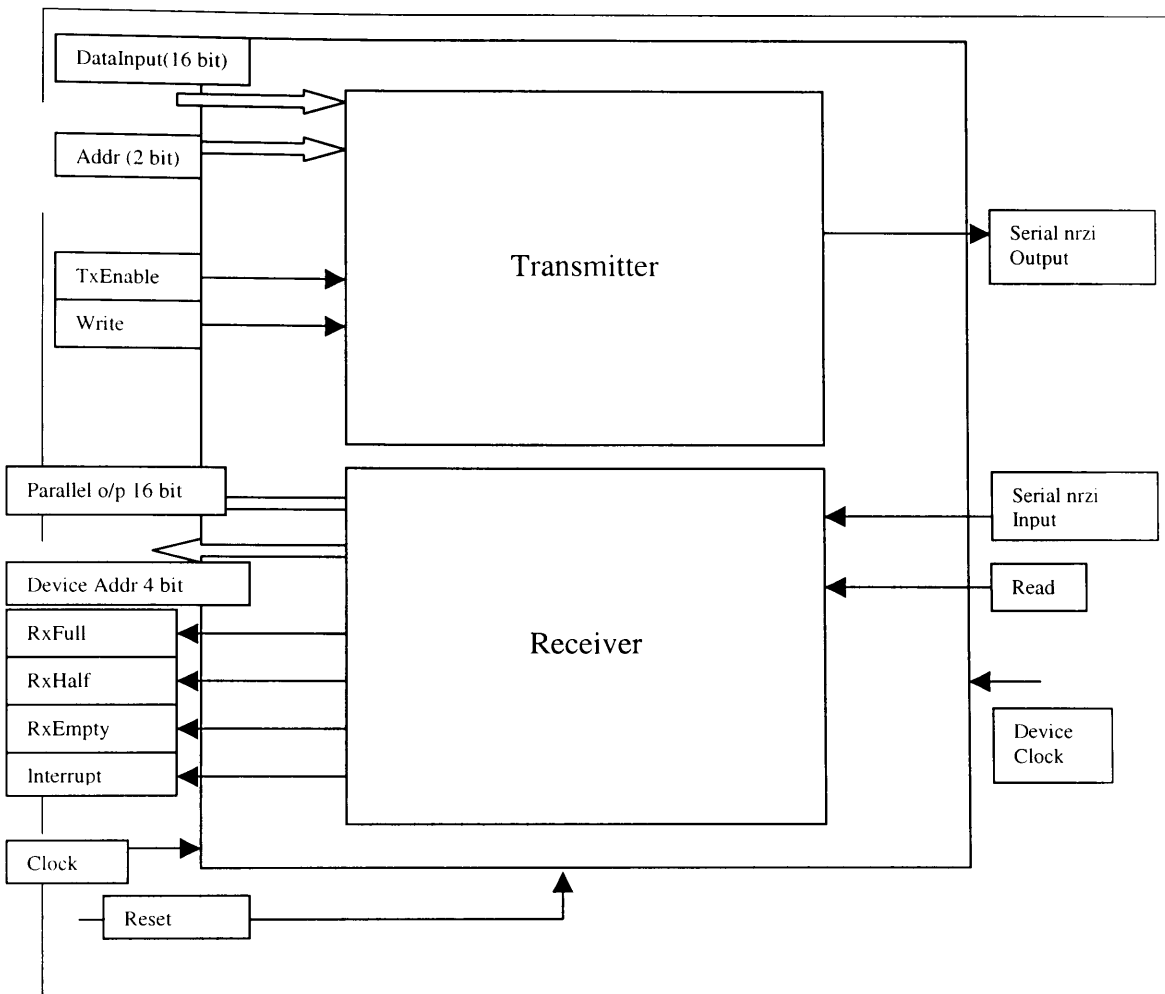 DataInput(16 bit)
Addr (2 bit)
TxEnable
Write
Transmitter
Serial nrzi
Output
Parallel o/p 16 bit
Device Addr 4 bit
RxFull
RxHalf
RxEmpty
Interrupt
Receiver
Serial nrzi
Input
Read
Device
Clock
Clock
Reset